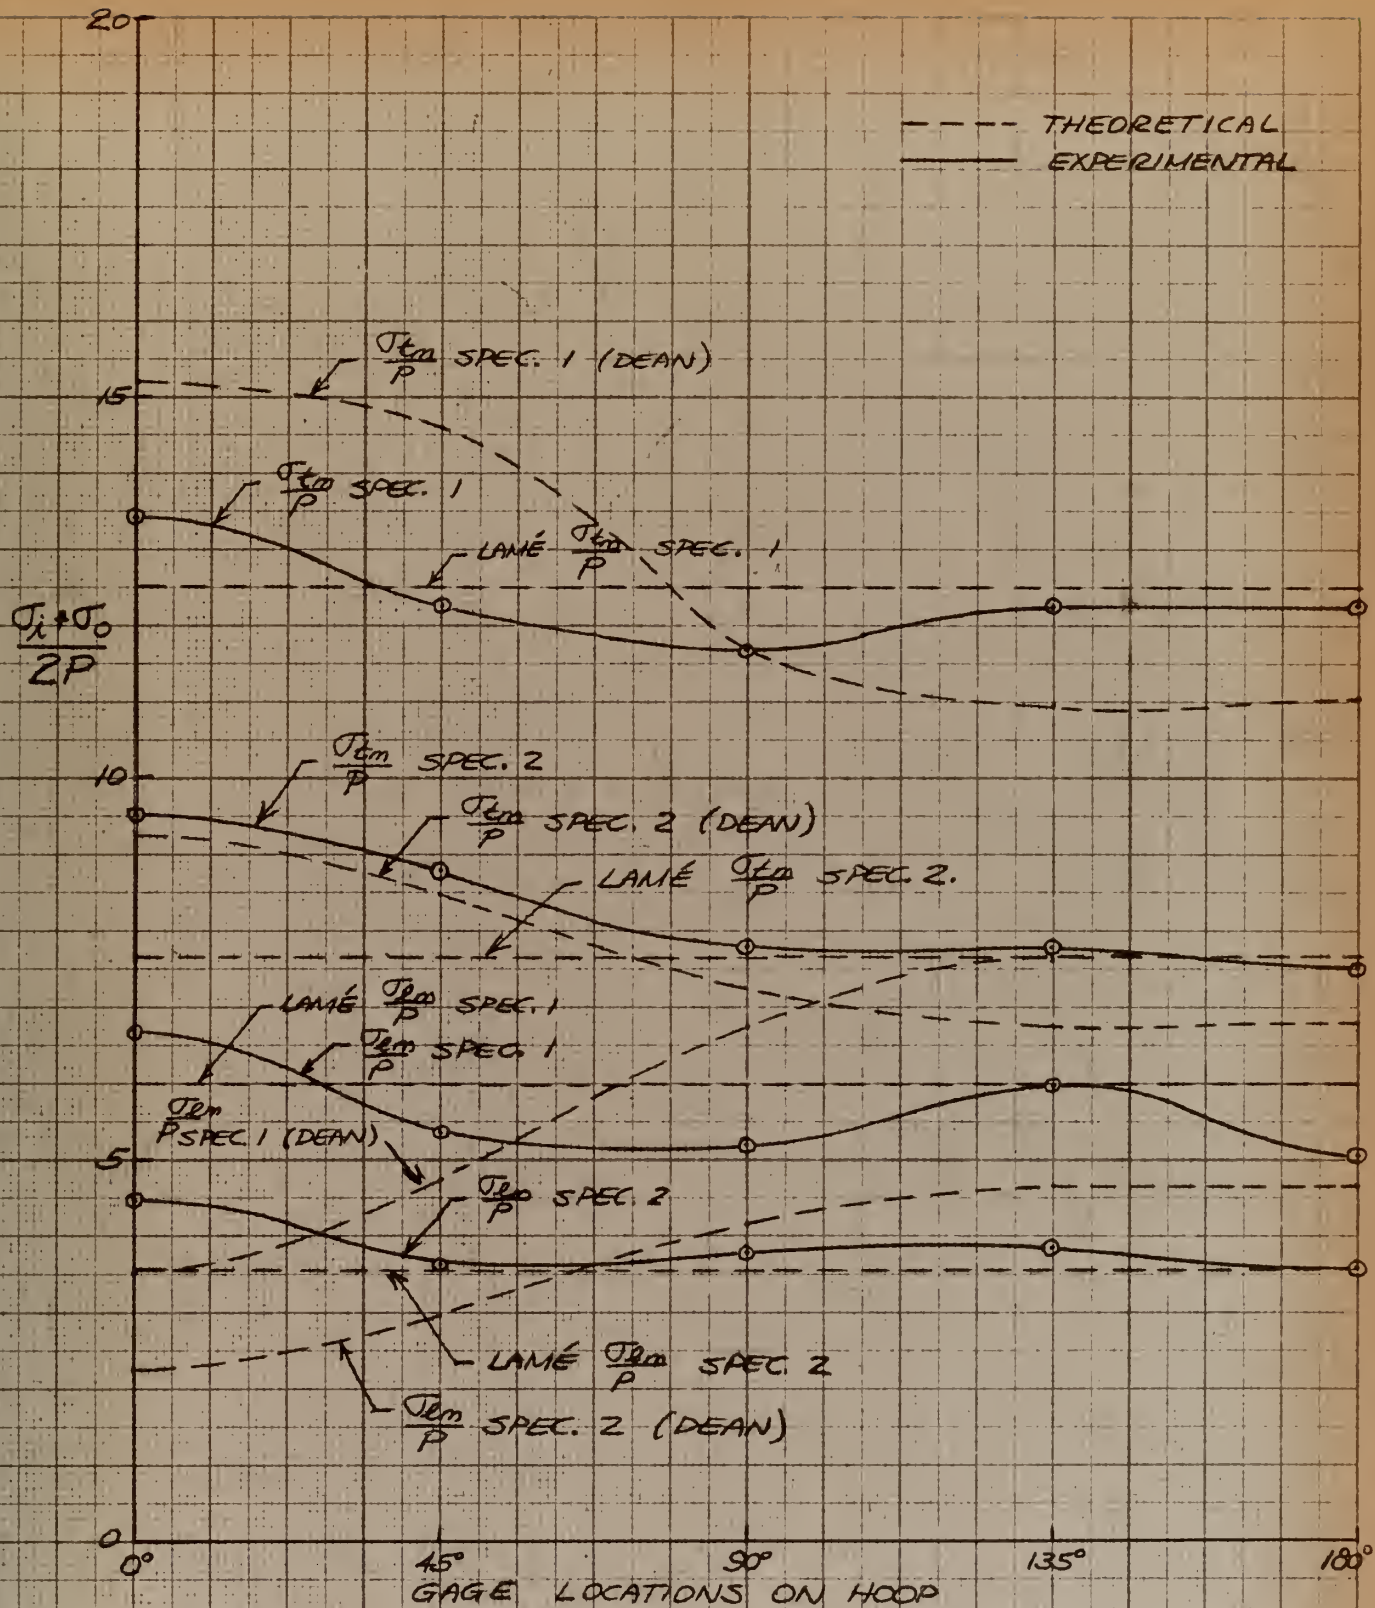 20
- - - - THEORETICAL
——— EXPERIMENTAL
σtm/P SPEC. 1 (DEAN)
15
σtm/P SPEC. 1
LAMÉ σtm/P SPEC. 1
σi+σo/2P
σtm/P SPEC. 2
10
σtm/P SPEC. 2 (DEAN)
LAMÉ σtm/P SPEC. 2.
LAMÉ σlm/P SPEC. 1
σlm/P SPEC. 1
σlm/P SPEC. 1 (DEAN)
5
σlm/P SPEC. 2
LAMÉ σlm/P SPEC. 2
σlm/P SPEC. 2 (DEAN)
0
0° 45° 90° 135° 180°
GAGE LOCATIONS ON HOOP